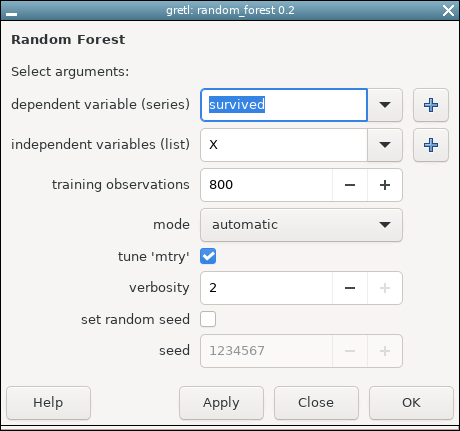 gretl: random_forest 0.2
Random Forest
Select arguments:
dependent variable (series) survived
independent variables (list) X
training observations 800
mode automatic
tune 'mtry'
verbosity 2
set random seed
seed 1234567
Help Apply Close OK